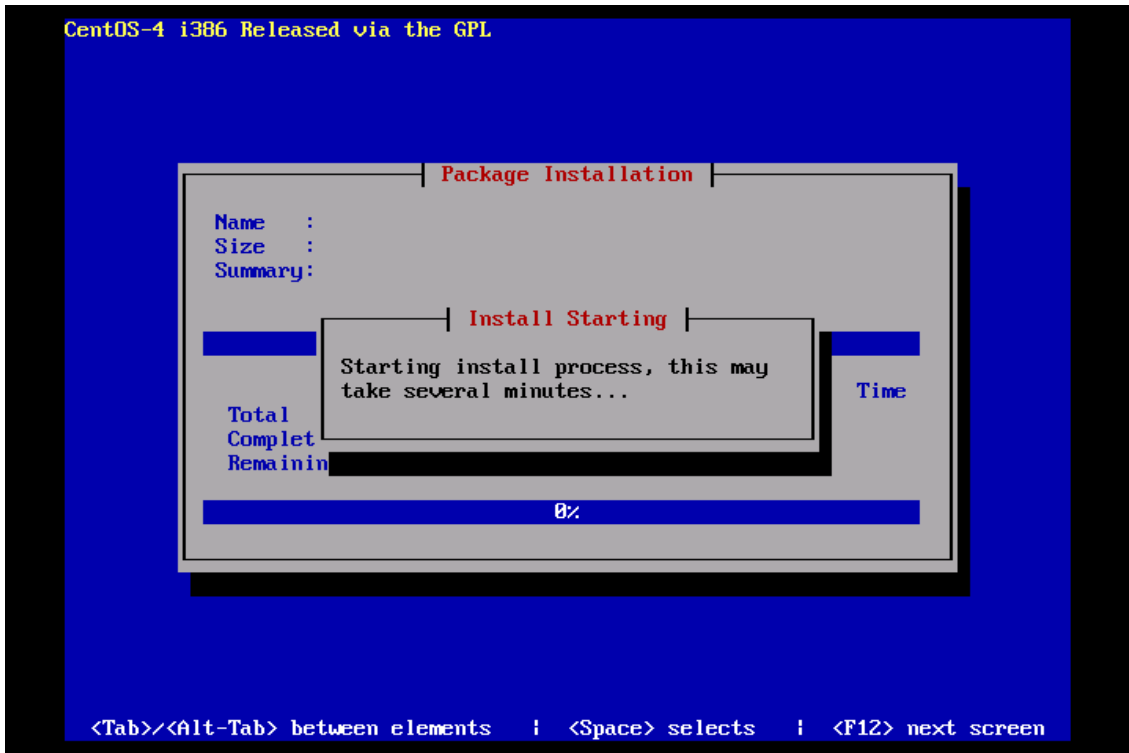 CentOS-4 i386 Released via the GPL
Package Installation
Name :
Size :
Summary:
Install Starting
Starting install process, this may
take several minutes...
Time
Total
Complet
Remainin
0%
<Tab>/<Alt-Tab> between elements | <Space> selects | <F12> next screen